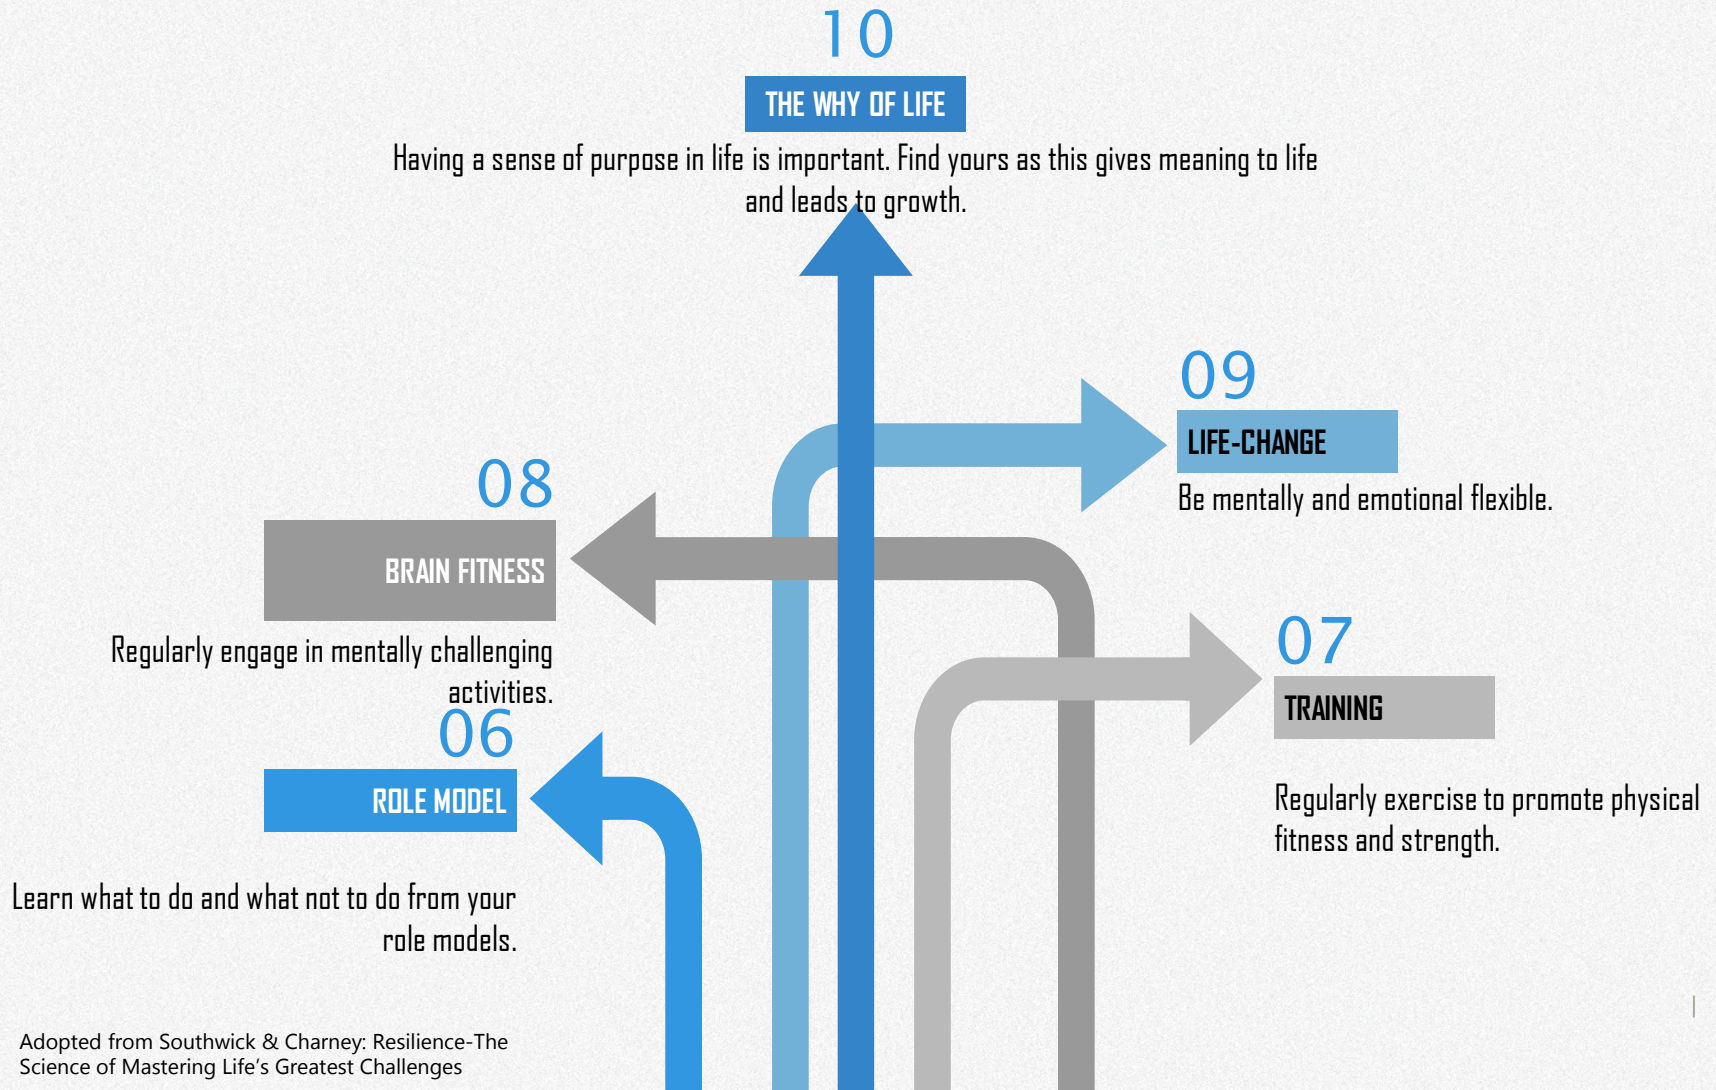 10
THE WHY OF LIFE
Having a sense of purpose in life is important. Find yours as this gives meaning to life
and leads to growth.
09
LIFE-CHANGE
Be mentally and emotional flexible.
08
BRAIN FITNESS
Regularly engage in mentally challenging
activities.
07
TRAINING
Regularly exercise to promote physical
fitness and strength.
06
ROLE MODEL
Learn what to do and what not to do from your
role models.
Adopted from Southwick & Charney: Resilience-The
Science of Mastering Life’s Greatest Challenges